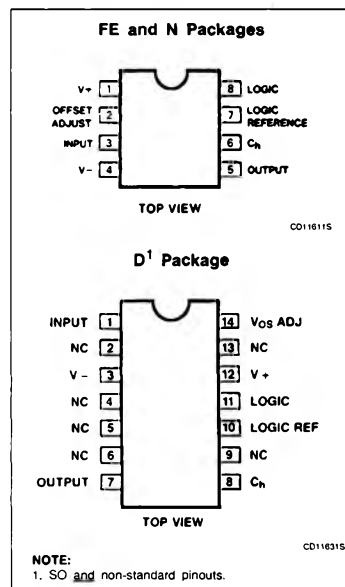 FE and N Packages
V+ 1 8 LOGIC
OFFSET ADJUST 2 7 LOGIC REFERENCE
INPUT 3 6 Ch
V- 4 5 OUTPUT
TOP VIEW
CD11611S
D1 Package
INPUT 1 14 VOS ADJ
NC 2 13 NC
V - 3 12 V +
NC 4 11 LOGIC
NC 5 10 LOGIC REF
NC 6 9 NC
OUTPUT 7 8 Ch
TOP VIEW
CD11631S
NOTE:
1. SO and non-standard pinouts.